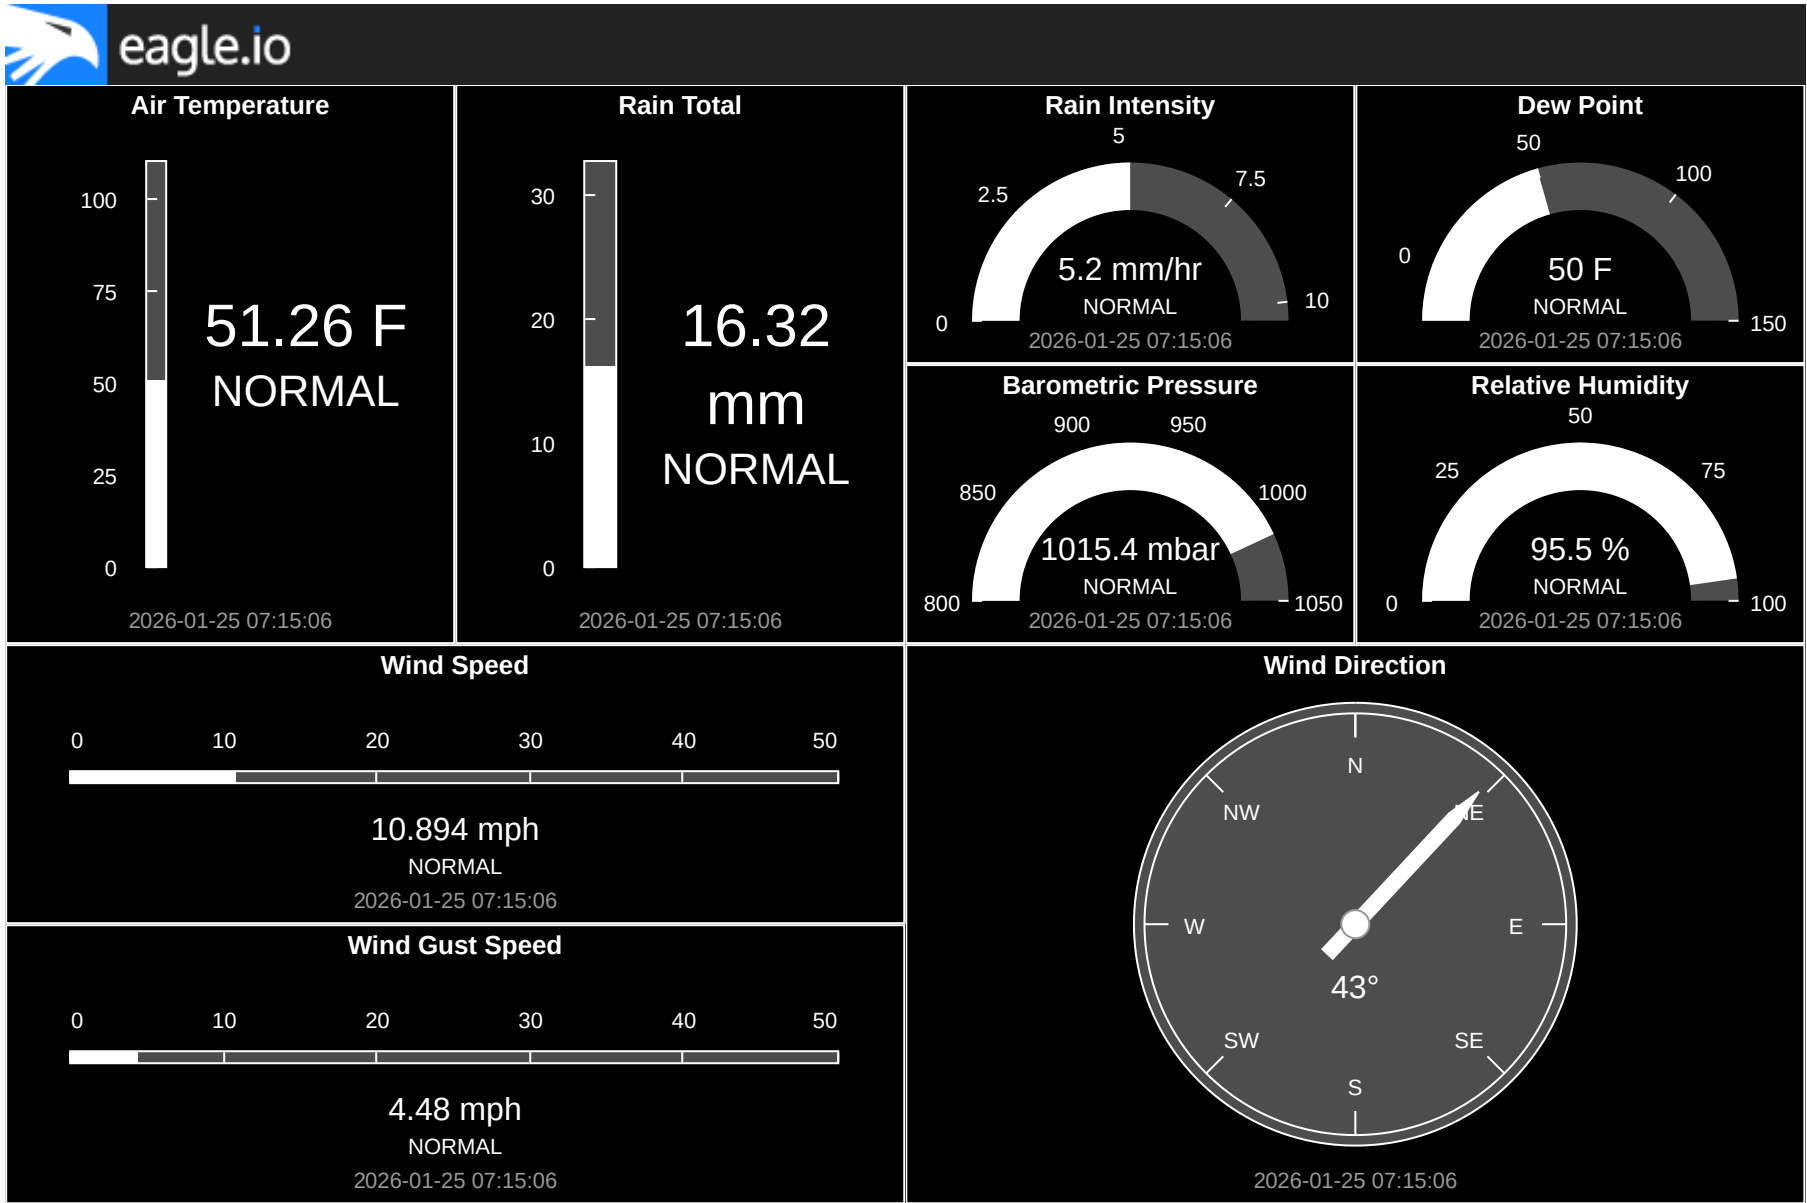 eagle.io
Air Temperature
100
75
50
25
0
51.26 F
NORMAL
2026-01-25 07:15:06
Rain Total
30
20
10
0
16.32
mm
NORMAL
2026-01-25 07:15:06
Rain Intensity
0
2.5
5
7.5
10
5.2 mm/hr
NORMAL
2026-01-25 07:15:06
Dew Point
0
50
100
150
50 F
NORMAL
2026-01-25 07:15:06
Barometric Pressure
800
850
900
950
1000
1050
1015.4 mbar
NORMAL
2026-01-25 07:15:06
Relative Humidity
0
25
50
75
100
95.5 %
NORMAL
2026-01-25 07:15:06
Wind Speed
0 10 20 30 40 50
10.894 mph
NORMAL
2026-01-25 07:15:06
Wind Gust Speed
0 10 20 30 40 50
4.48 mph
NORMAL
2026-01-25 07:15:06
Wind Direction
N
NW NE
W E
43°
SW SE
S
2026-01-25 07:15:06